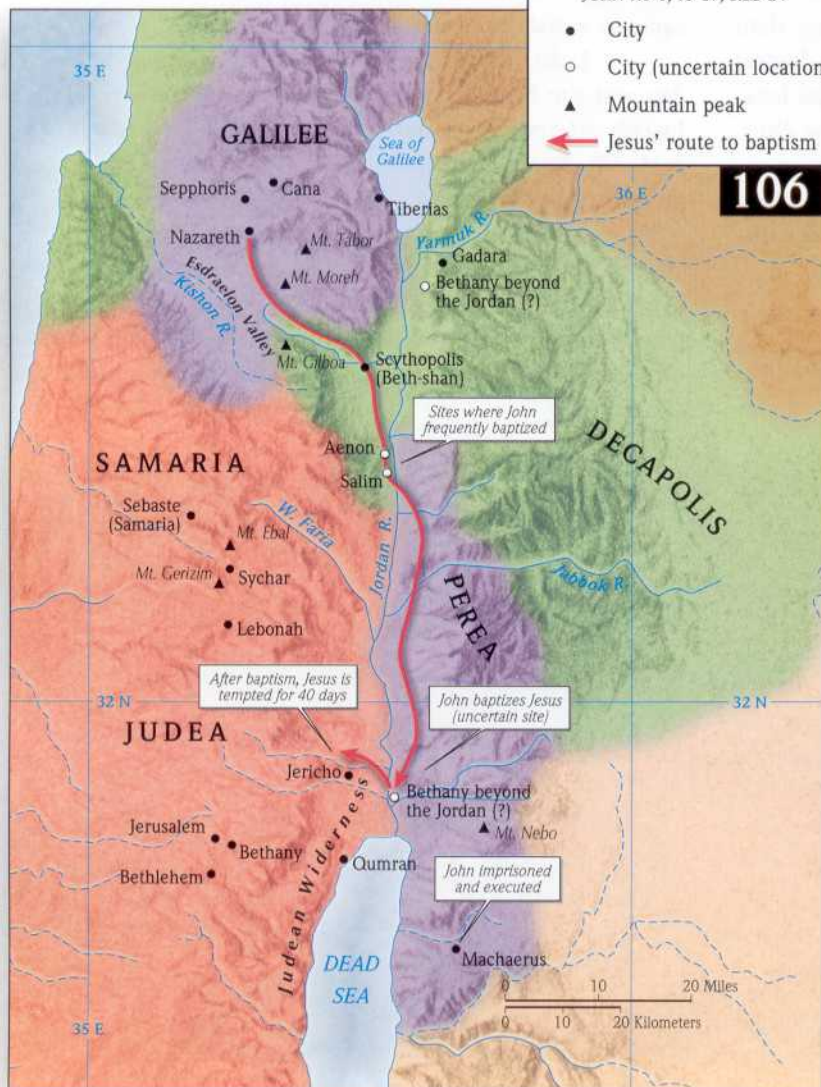 City
City (uncertain location
Mountain peak
Jesus' route to baptism
106
35 E
36 E
GALILEE
Sea of
Galilee
Sepphoris
Cana
Tiberias
Nazareth
Mt. Tabor
Yarmuk R.
Gadara
Mt. Moreh
Bethany beyond
the Jordan (?)
Esdraelon Valley
Kishon R.
Mt. Gilboa
Scythopolis
(Beth-shan)
Sites where John
frequently baptized
Aenon
Salim
DECAPOLIS
SAMARIA
Sebaste
(Samaria)
Mt. Ebal
W. Faria
Jordan R.
Mt. Gerizim
Sychar
PEREA
Jabbok R.
Lebonah
After baptism, Jesus is
tempted for 40 days
John baptizes Jesus
(uncertain site)
32 N
32 N
JUDEA
Jericho
Bethany beyond
the Jordan (?)
Mt. Nebo
Jerusalem
Bethany
Bethlehem
Judean Widerness
Qumran
John imprisoned
and executed
DEAD
SEA
Machaerus
0 10 20 Miles
0 10 20 Kilometers
35 E